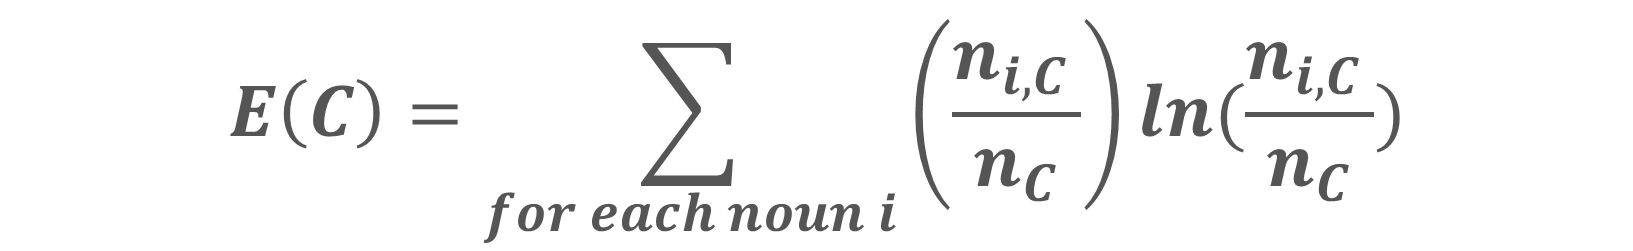 E(C) = ∑ (n_{i,C} / n_C) ln(n_{i,C} / n_C)
for each noun i